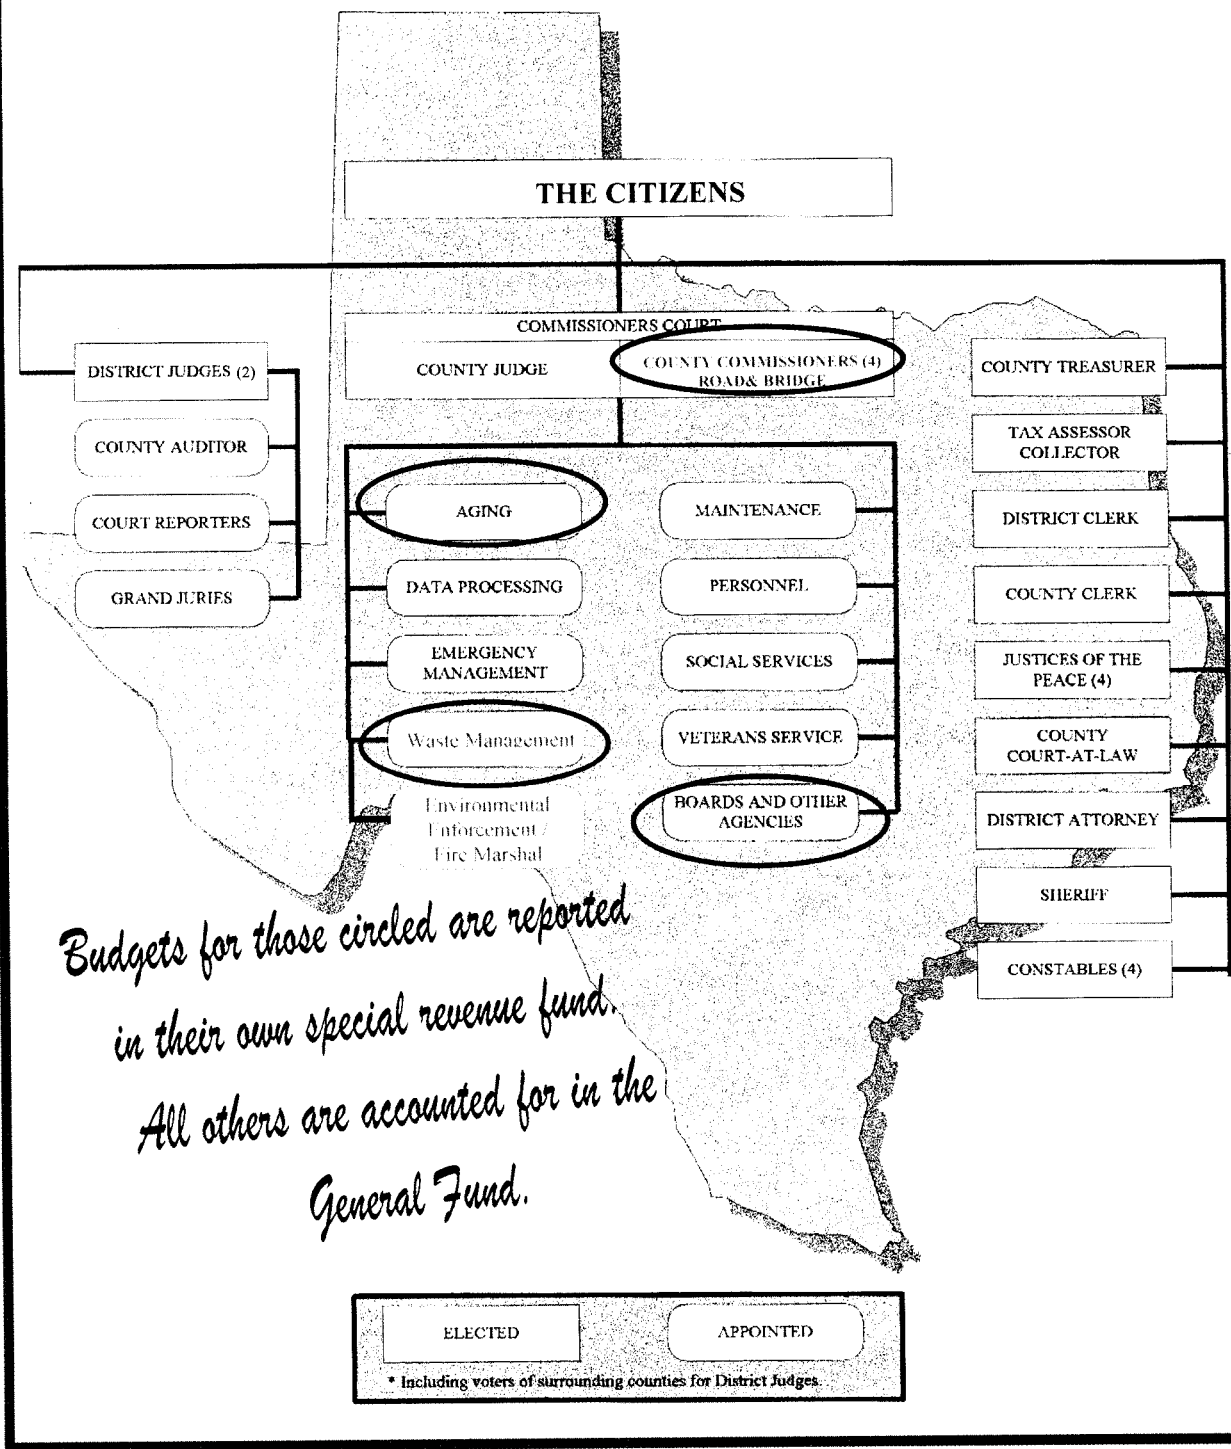 THE CITIZENS
COMMISSIONERS COURT
COUNTY JUDGE
COUNTY COMMISSIONERS (4)
ROAD& BRIDGE
DISTRICT JUDGES (2)
COUNTY AUDITOR
COURT REPORTERS
GRAND JURIES
AGING
DATA PROCESSING
EMERGENCY
MANAGEMENT
Waste Management
Environmental
Enforcement /
Fire Marshal
MAINTENANCE
PERSONNEL
SOCIAL SERVICES
VETERANS SERVICE
BOARDS AND OTHER
AGENCIES
COUNTY TREASURER
TAX ASSESSOR
COLLECTOR
DISTRICT CLERK
COUNTY CLERK
JUSTICES OF THE
PEACE (4)
COUNTY
COURT-AT-LAW
DISTRICT ATTORNEY
SHERIFF
CONSTABLES (4)
Budgets for those circled are reported
in their own special revenue fund.
All others are accounted for in the
General Fund.
ELECTED
APPOINTED
* Including voters of surrounding counties for District Judges.